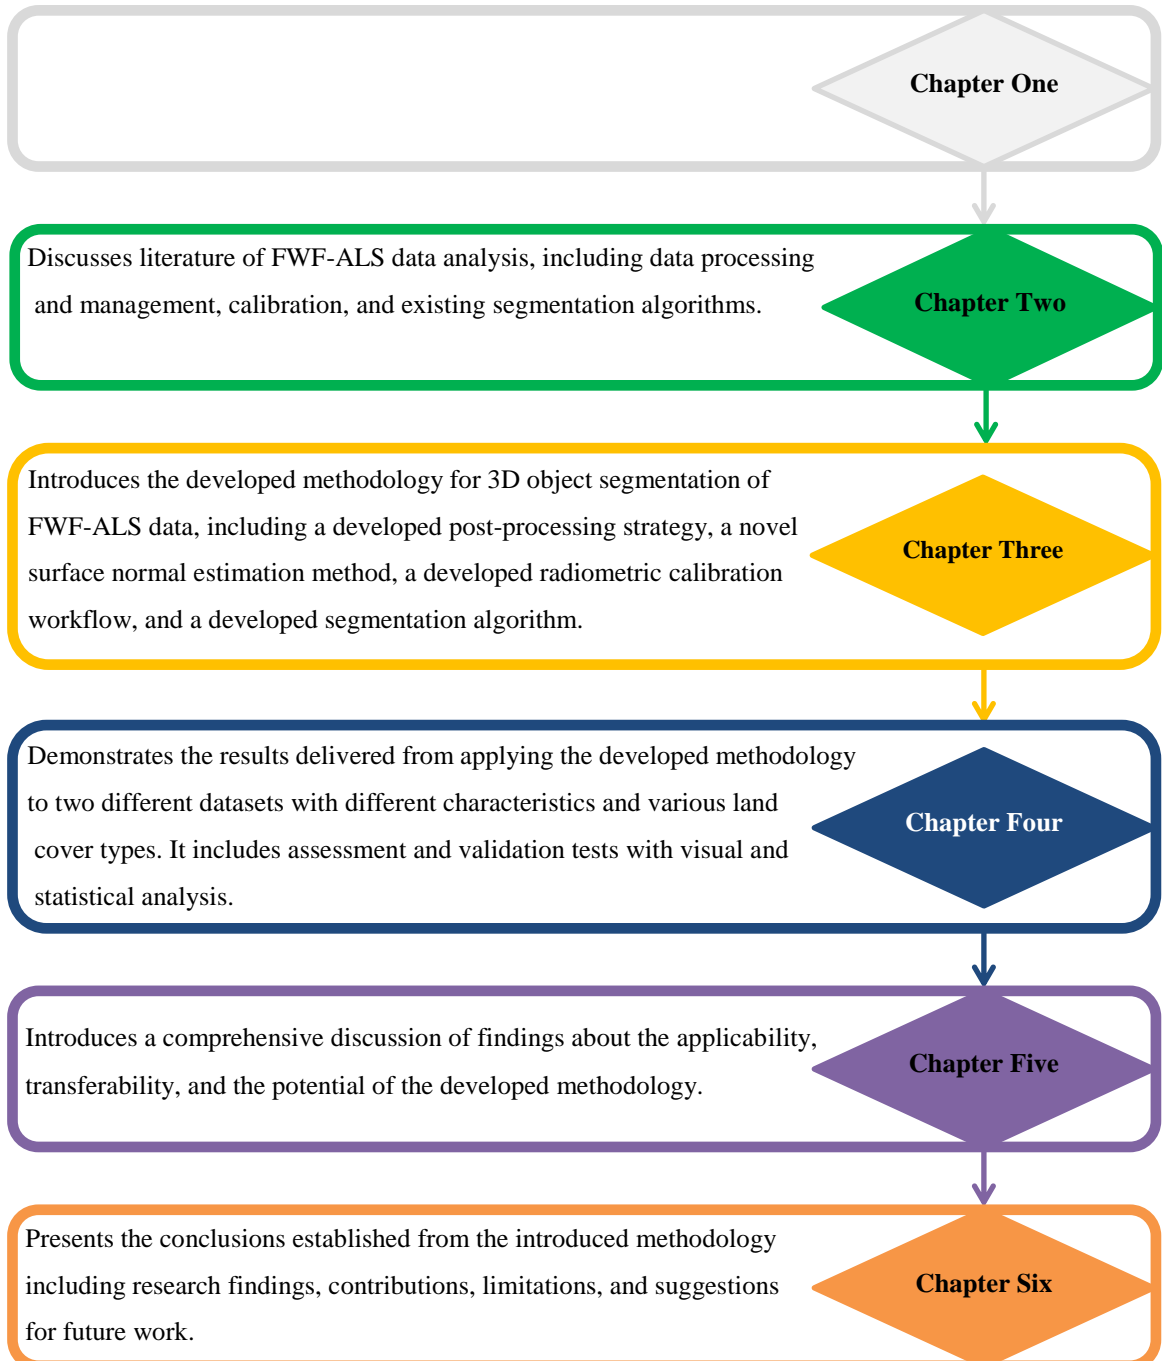 Chapter One
Discusses literature of FWF-ALS data analysis, including data processing
and management, calibration, and existing segmentation algorithms.
Chapter Two
Introduces the developed methodology for 3D object segmentation of
FWF-ALS data, including a developed post-processing strategy, a novel
surface normal estimation method, a developed radiometric calibration
workflow, and a developed segmentation algorithm.
Chapter Three
Demonstrates the results delivered from applying the developed methodology
to two different datasets with different characteristics and various land
cover types. It includes assessment and validation tests with visual and
statistical analysis.
Chapter Four
Introduces a comprehensive discussion of findings about the applicability,
transferability, and the potential of the developed methodology.
Chapter Five
Presents the conclusions established from the introduced methodology
including research findings, contributions, limitations, and suggestions
for future work.
Chapter Six